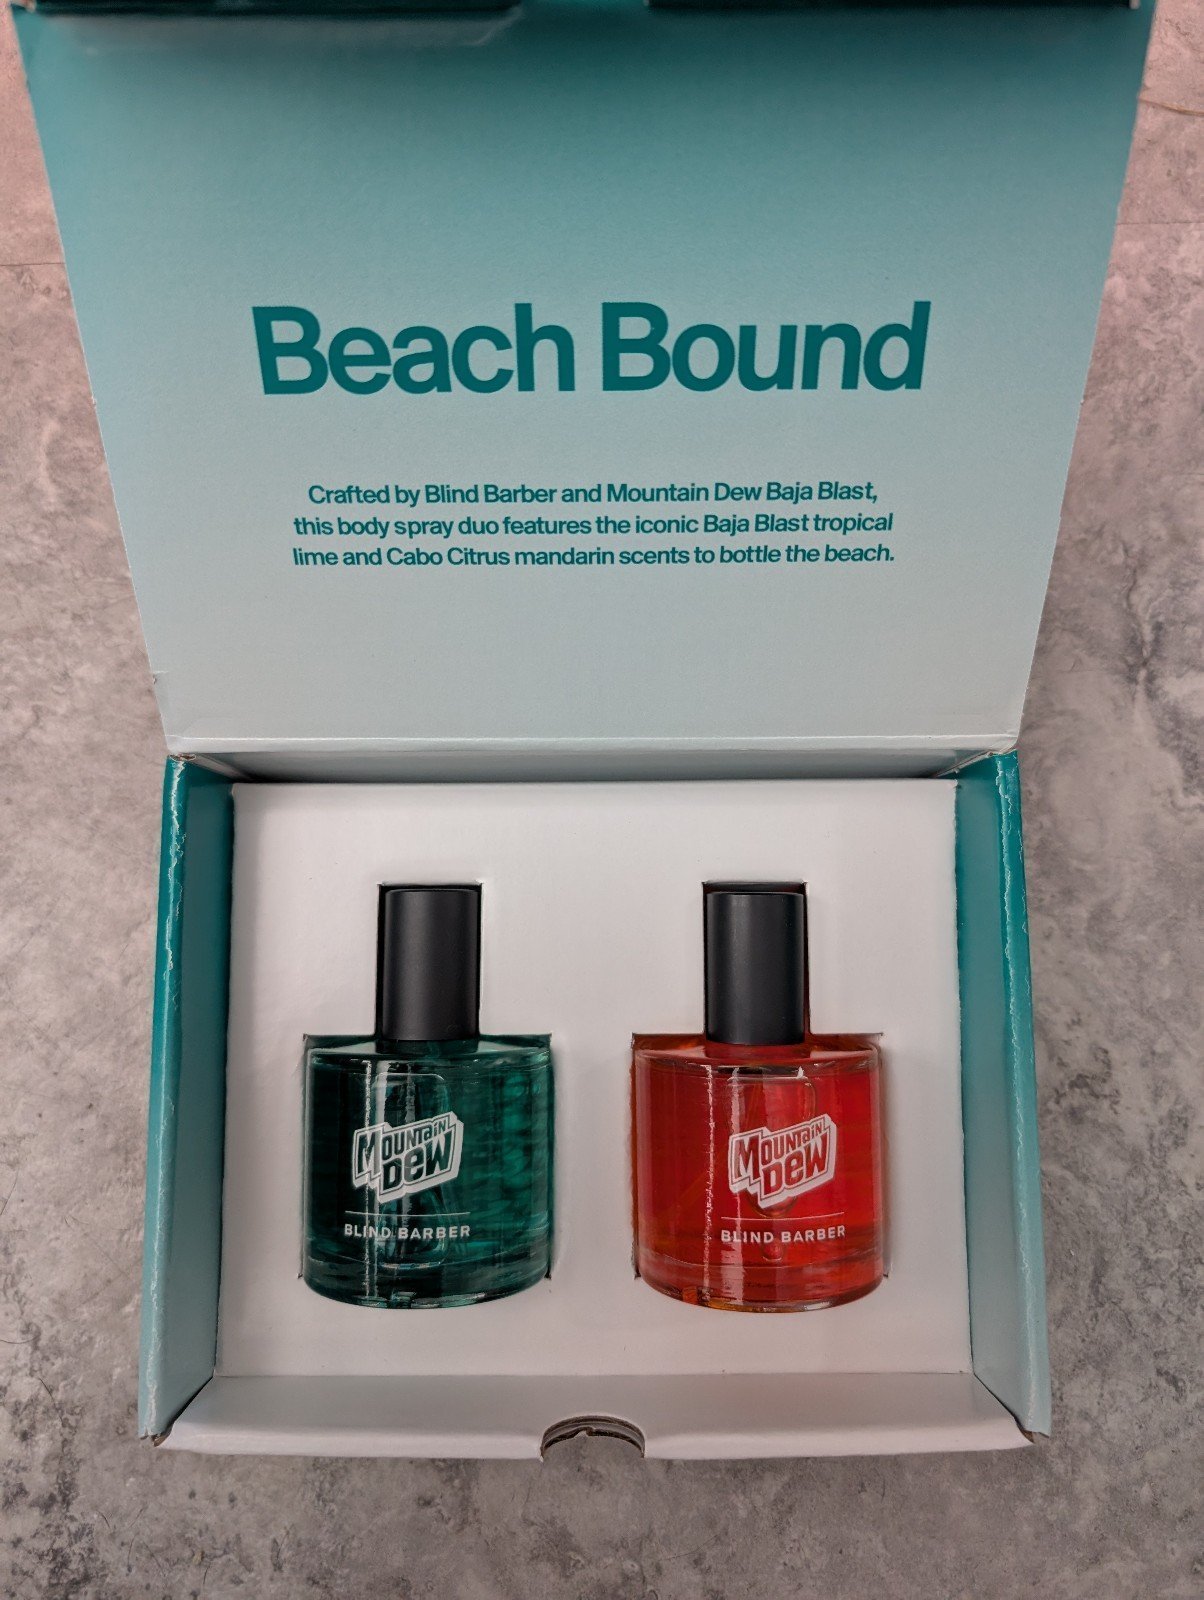 Beach Bound
Crafted by Blind Barber and Mountain Dew Baja Blast,
this body spray duo features the iconic Baja Blast tropical
lime and Cabo Citrus mandarin scents to bottle the beach.
MOUNTAIN
DEW
BLIND BARBER
MOUNTAIN
DEW
BLIND BARBER